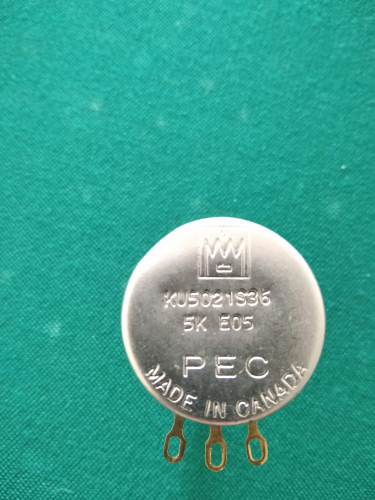 KU5021S36
5K E05
PEC
MADE IN CANADA